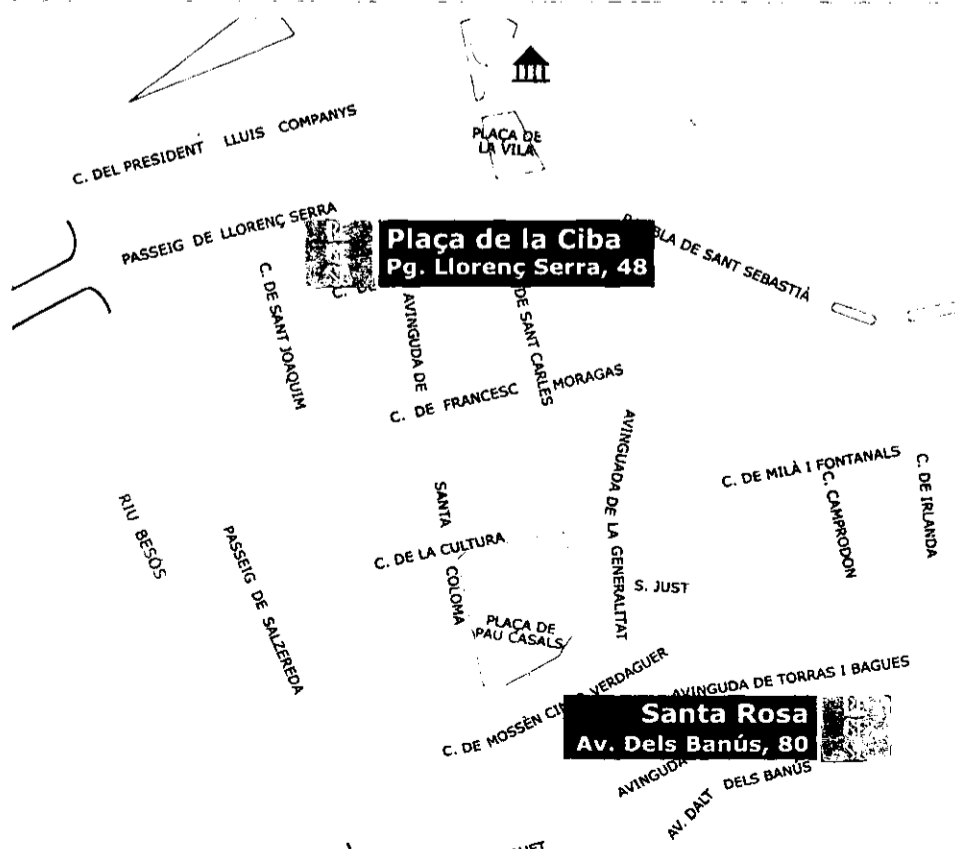 C. DEL PRESIDENT LLUIS COMPANYS
PLAÇA DE
LA VILA
PASSEIG DE LLORENÇ SERRA
Plaça de la Ciba
Pg. Llorenç Serra, 48
DE SANT SEBASTIÀ
C. DE SANT JOAQUIM
AVINGUDA DE
DE SANT CARLES
C. DE FRANCESC MORAGAS
AVINGUADA DE LA GENERALITAT
C. DE MILÀ I FONTANALS
C. CAMPRODON
C. DE IRLANDA
RIU BESÒS
PASSEIG DE SALZEREDA
SANTA
COLOMA
C. DE LA CULTURA
S. JUST
PLAÇA DE
PAU CASALS
C. DE MOSSÈN VERDAGUER
AVINGUDA DE TORRAS I BAGUES
Santa Rosa
Av. Dels Banús, 80
AVINGUDA
DELS BANÚS
AV. DALT